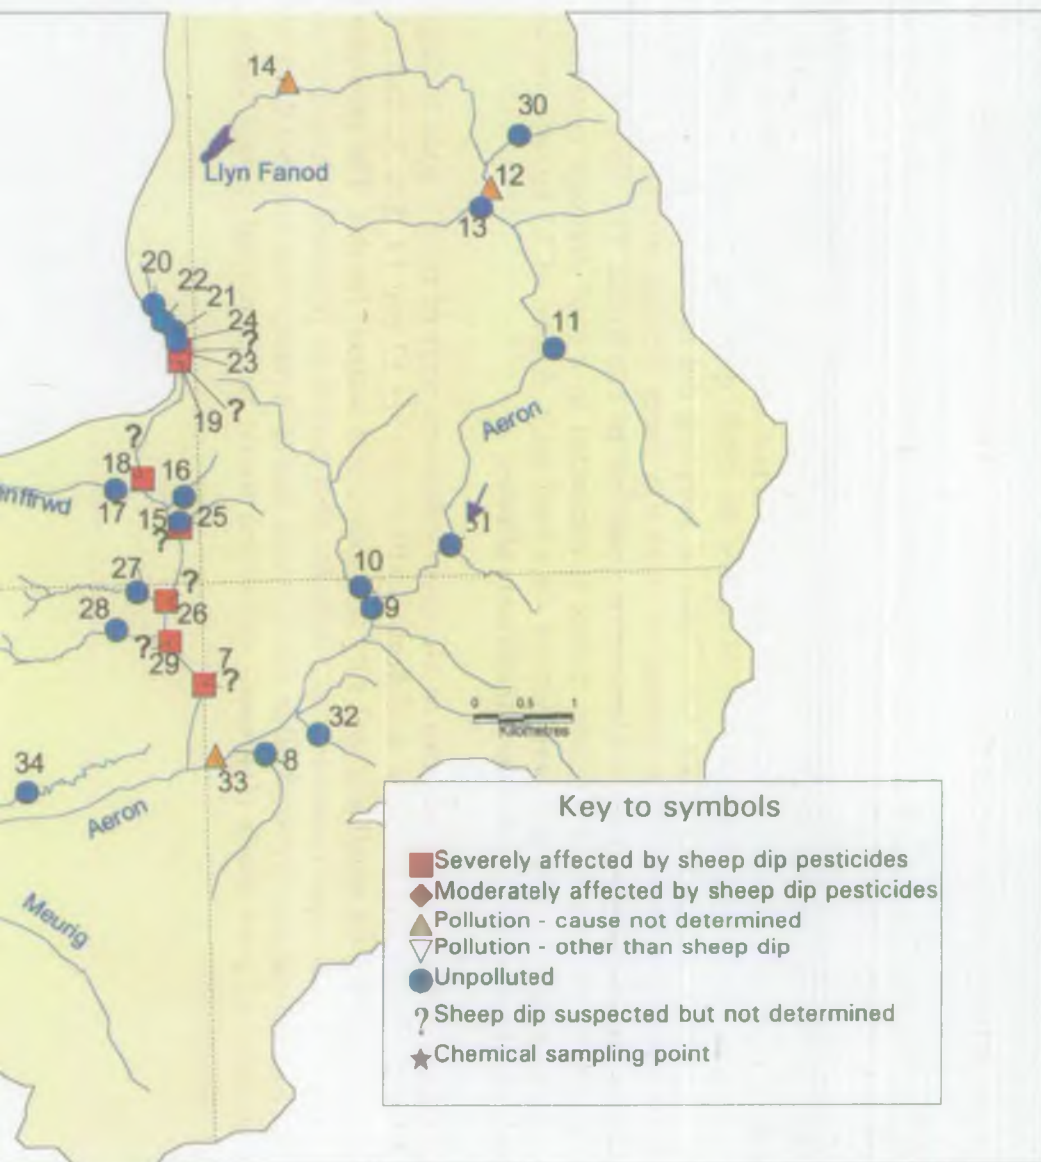 14
30
Llyn Fanod
12
13
20
22
21
24
?
23
11
19
?
Aeron
?
18
16
17
15
25
?
31
10
27
?
9
28
26
?
29
7
?
32
0 0.5 1
Kilometres
34
33
8
Aeron
Key to symbols
Severely affected by sheep dip pesticides
Moderately affected by sheep dip pesticides
Pollution - cause not determined
Pollution - other than sheep dip
Unpolluted
? Sheep dip suspected but not determined
Chemical sampling point
Meurig